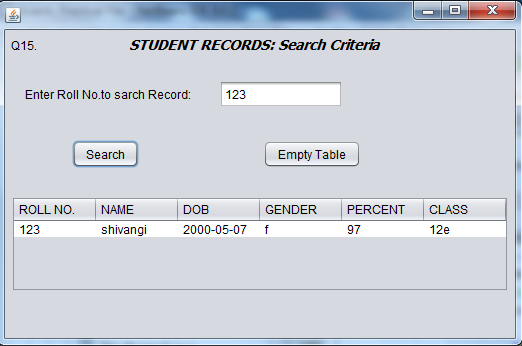 Q15. STUDENT RECORDS: Search Criteria
Enter Roll No.to sarch Record: 123
Search Empty Table
ROLL NO. NAME DOB GENDER PERCENT CLASS
123 shivangi 2000-05-07 f 97 12e